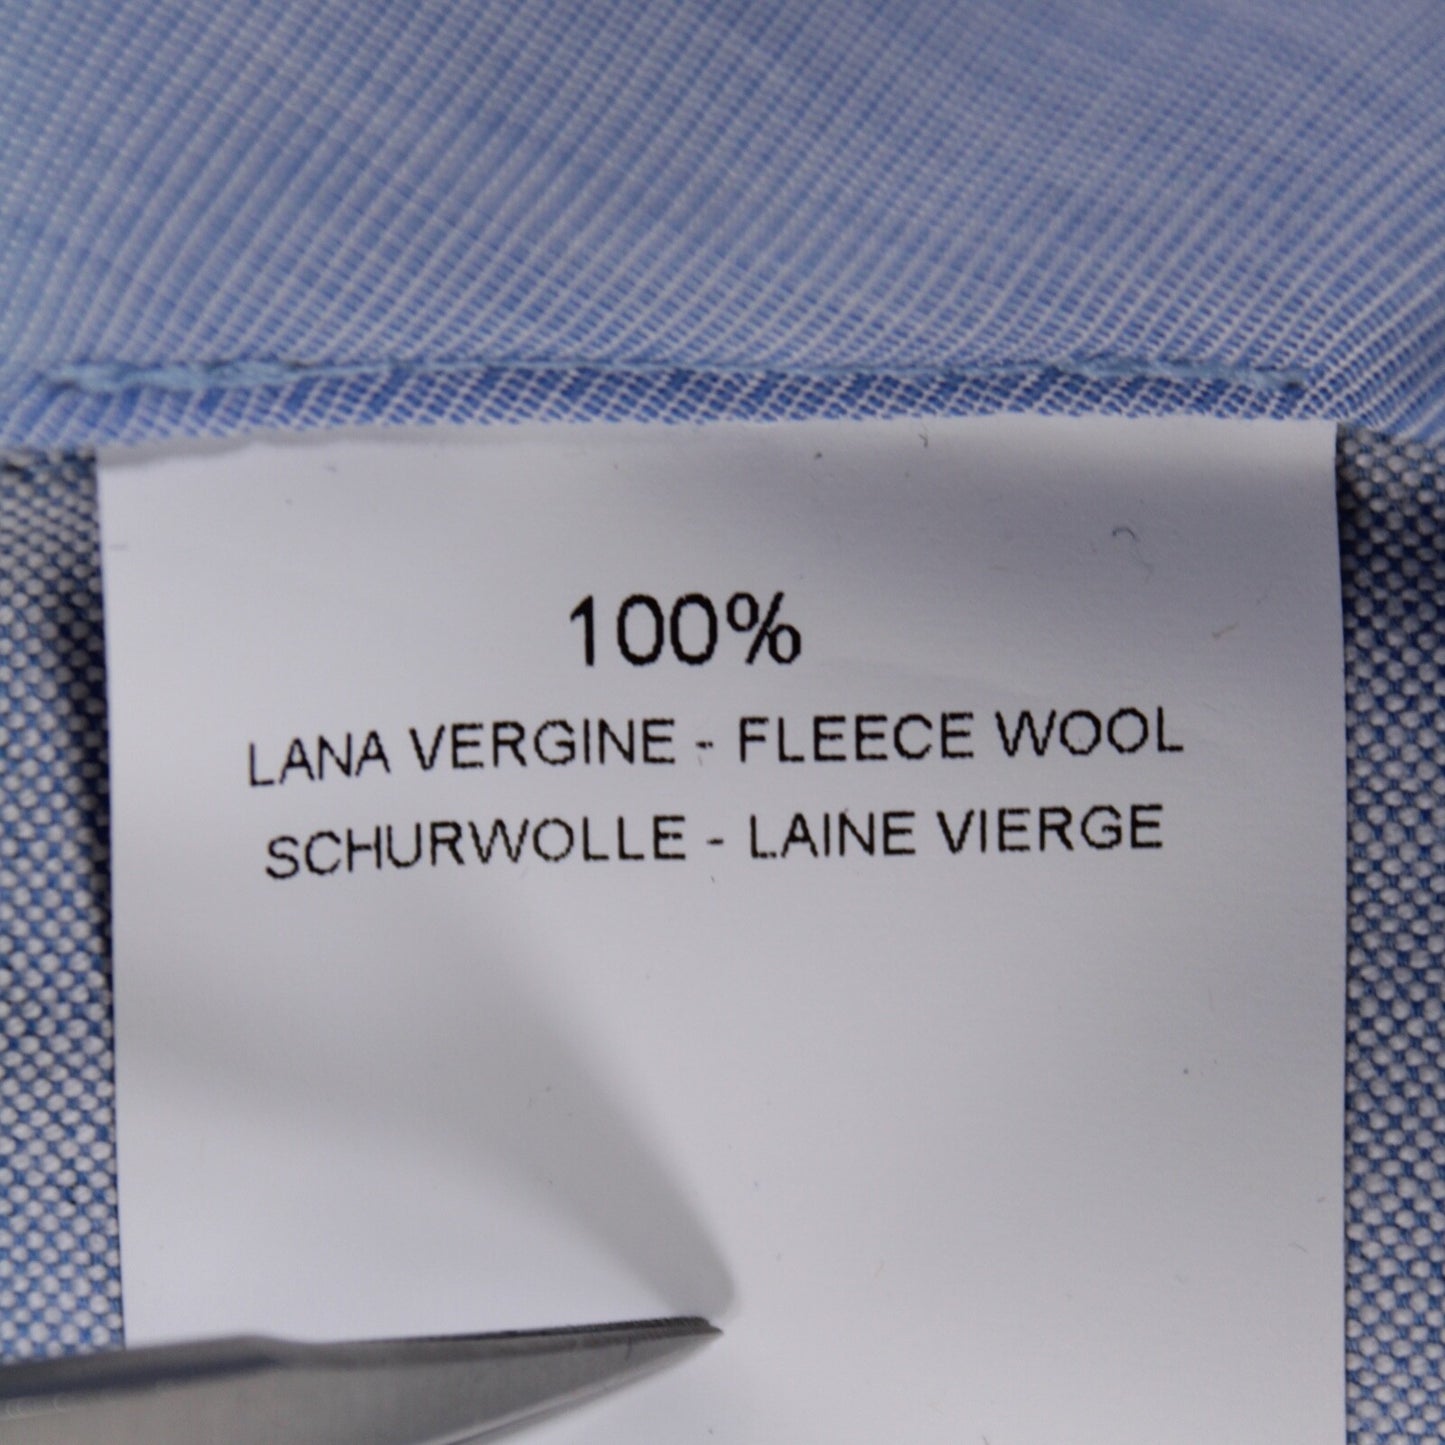 100%
LANA VERGINE - FLEECE WOOL
SCHURWOLLE - LAINE VIERGE